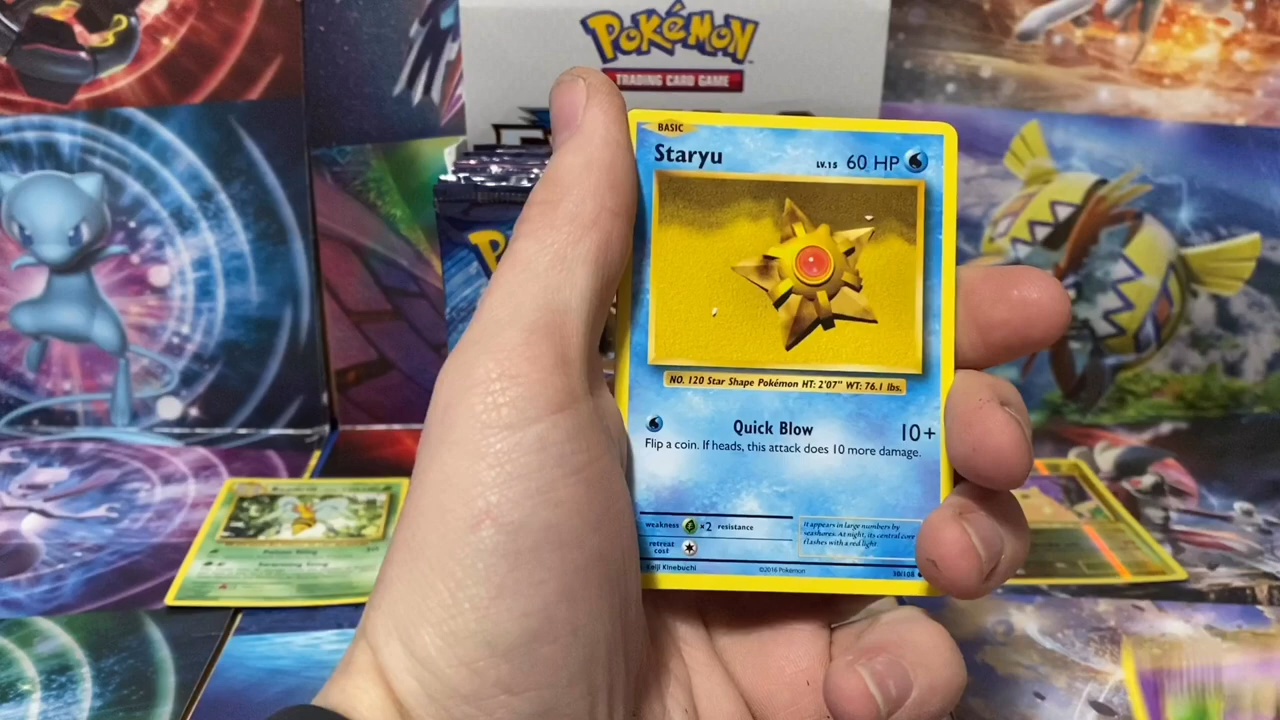 POKéMON
TRADING CARD GAME
BASIC
Staryu
LV.15 60 HP
NO. 120 Star Shape Pokémon HT: 2'07" WT: 76.1 lbs.
Quick Blow 10+
Flip a coin. If heads, this attack does 10 more damage.
weakness ×2 resistance
retreat
cost
It appears in large numbers by
seashores. At night, its central core
flashes with a red light.
Keiji Kinebuchi ©2016 Pokémon 30/108